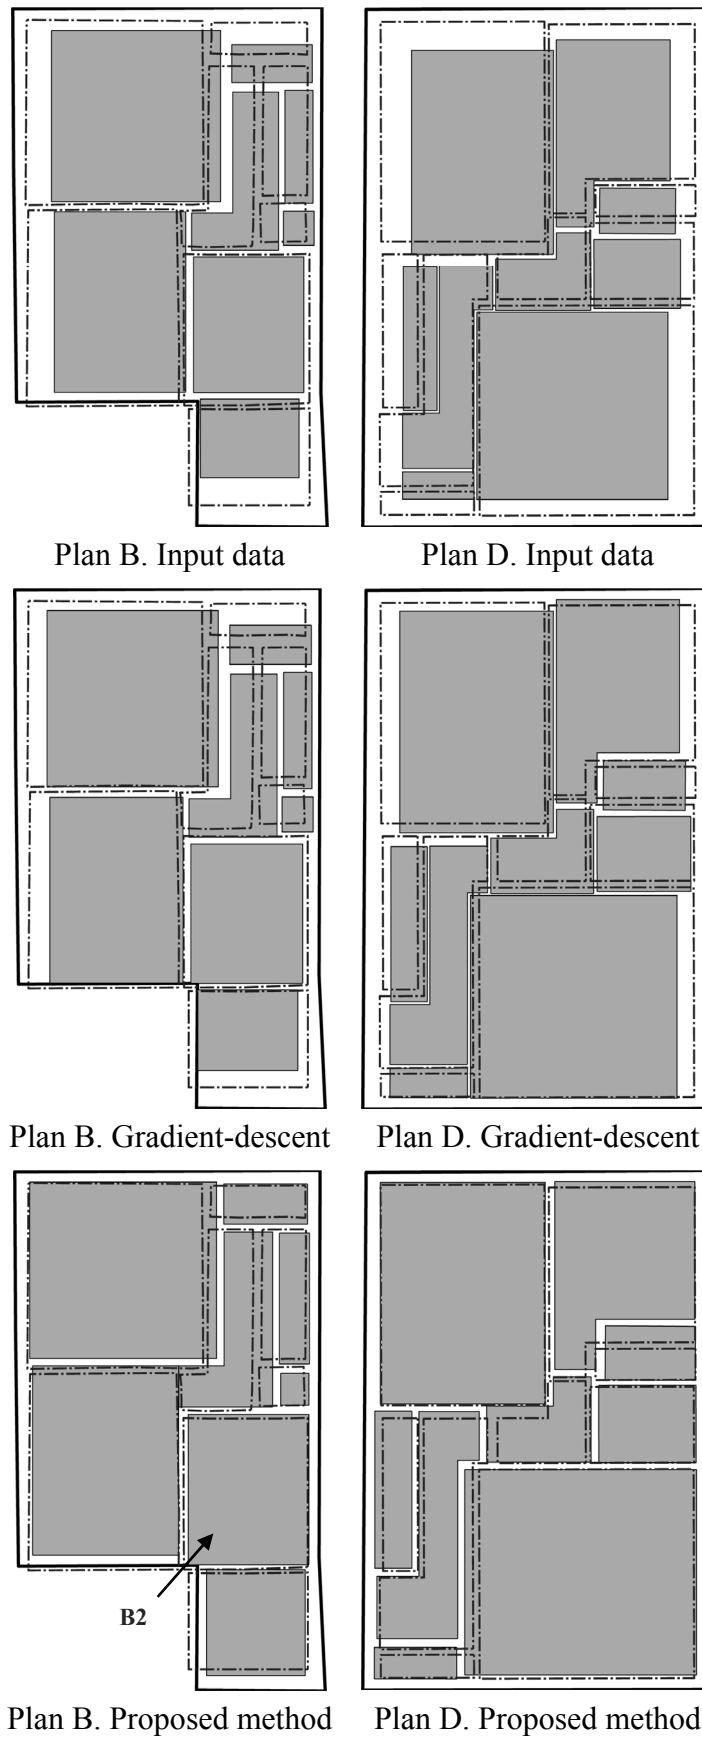 Plan B. Input data
Plan D. Input data
Plan B. Gradient-descent
Plan D. Gradient-descent
B2
Plan B. Proposed method
Plan D. Proposed method